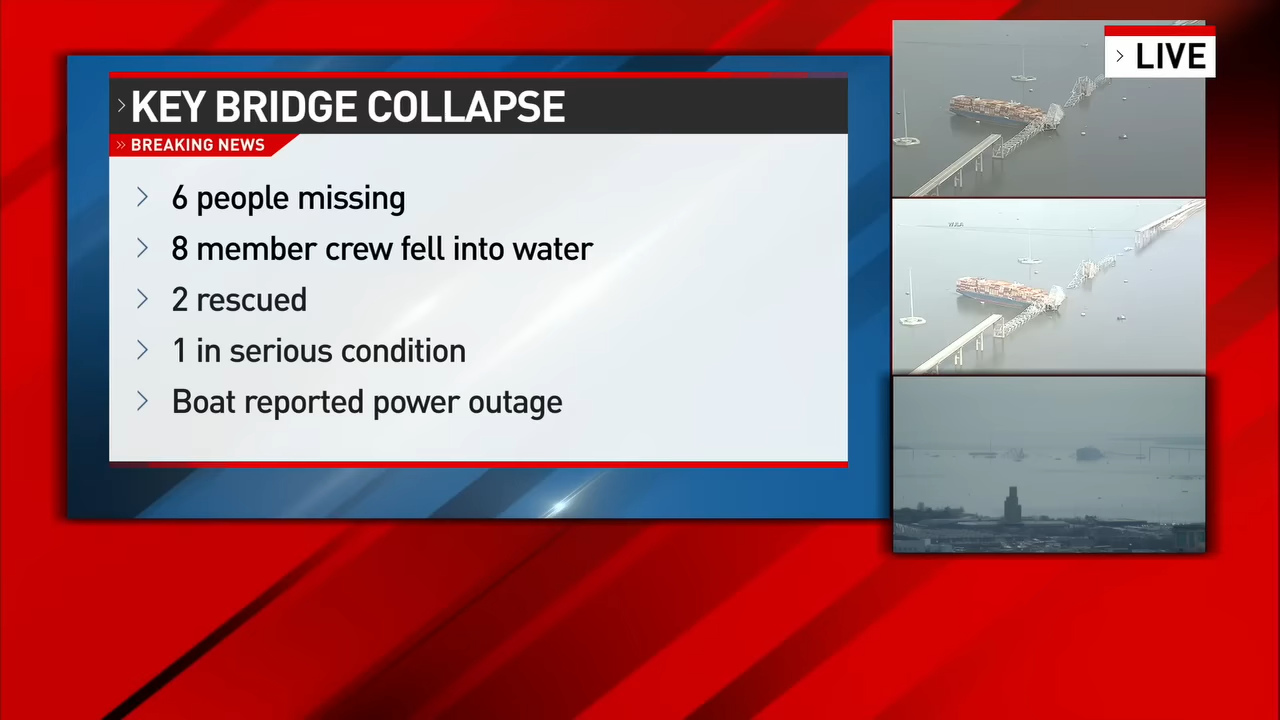 KEY BRIDGE COLLAPSE
BREAKING NEWS
6 people missing
8 member crew fell into water
2 rescued
1 in serious condition
Boat reported power outage
LIVE